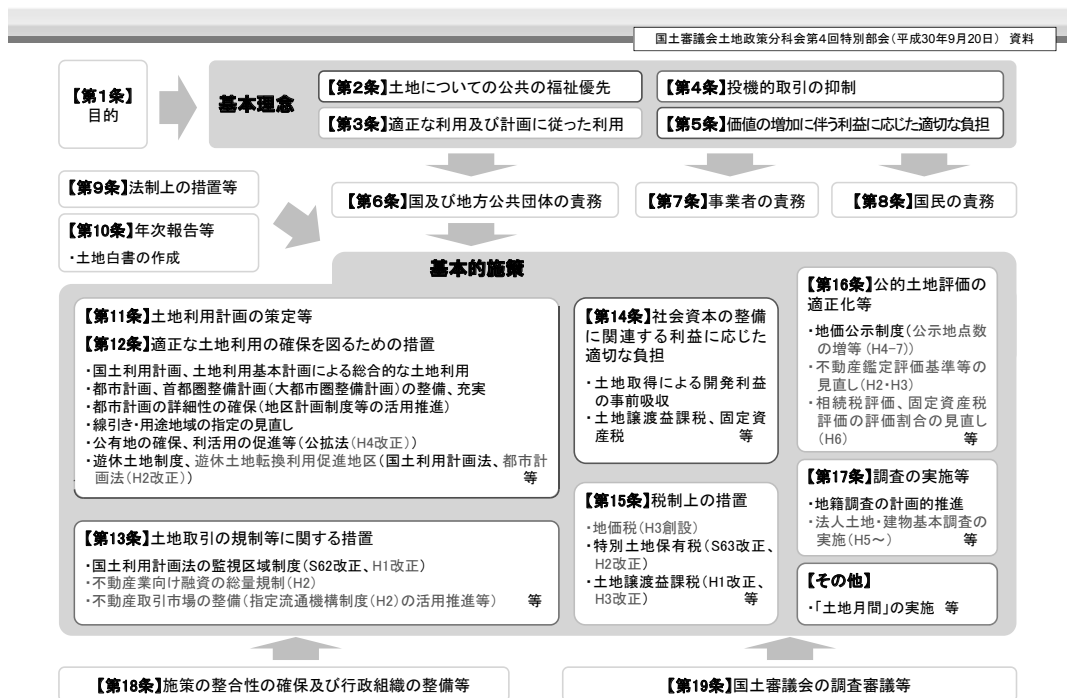 国土審議会土地政策分科会第4回特別部会(平成30年9月20日) 資料
【第1条】
目的
基本理念
【第2条】土地についての公共の福祉優先
【第4条】投機的取引の抑制
【第3条】適正な利用及び計画に従った利用
【第5条】価値の増加に伴う利益に応じた適切な負担
【第9条】法制上の措置等
【第10条】年次報告等
・土地白書の作成
【第6条】国及び地方公共団体の責務
【第7条】事業者の責務
【第8条】国民の責務
基本的施策
【第11条】土地利用計画の策定等
【第12条】適正な土地利用の確保を図るための措置
・国土利用計画、土地利用基本計画による総合的な土地利用
・都市計画、首都圏整備計画(大都市圏整備計画)の整備、充実
・都市計画の詳細性の確保(地区計画制度等の活用推進)
・線引き・用途地域の指定の見直し
・公有地の確保、利活用の促進等(公拡法(H4改正))
・遊休土地制度、遊休土地転換利用促進地区(国土利用計画法、都市計
画法(H2改正)) 等
【第13条】土地取引の規制等に関する措置
・国土利用計画法の監視区域制度(S62改正、H1改正)
・不動産業向け融資の総量規制(H2)
・不動産取引市場の整備(指定流通機構制度(H2)の活用推進等) 等
【第14条】社会資本の整備
に関連する利益に応じた
適切な負担
・土地取得による開発利益
の事前吸収
・土地譲渡益課税、固定資
産税 等
【第15条】税制上の措置
・地価税(H3創設)
・特別土地保有税(S63改正、
H2改正)
・土地譲渡益課税(H1改正、
H3改正) 等
【第16条】公的土地評価の
適正化等
・地価公示制度(公示地点数
の増等(H4-7))
・不動産鑑定評価基準等の
見直し(H2・H3)
・相続税評価、固定資産税
評価の評価割合の見直し
(H6) 等
【第17条】調査の実施等
・地籍調査の計画的推進
・法人土地・建物基本調査の
実施(H5～) 等
【その他】
・「土地月間」の実施 等
【第18条】施策の整合性の確保及び行政組織の整備等
【第19条】国土審議会の調査審議等